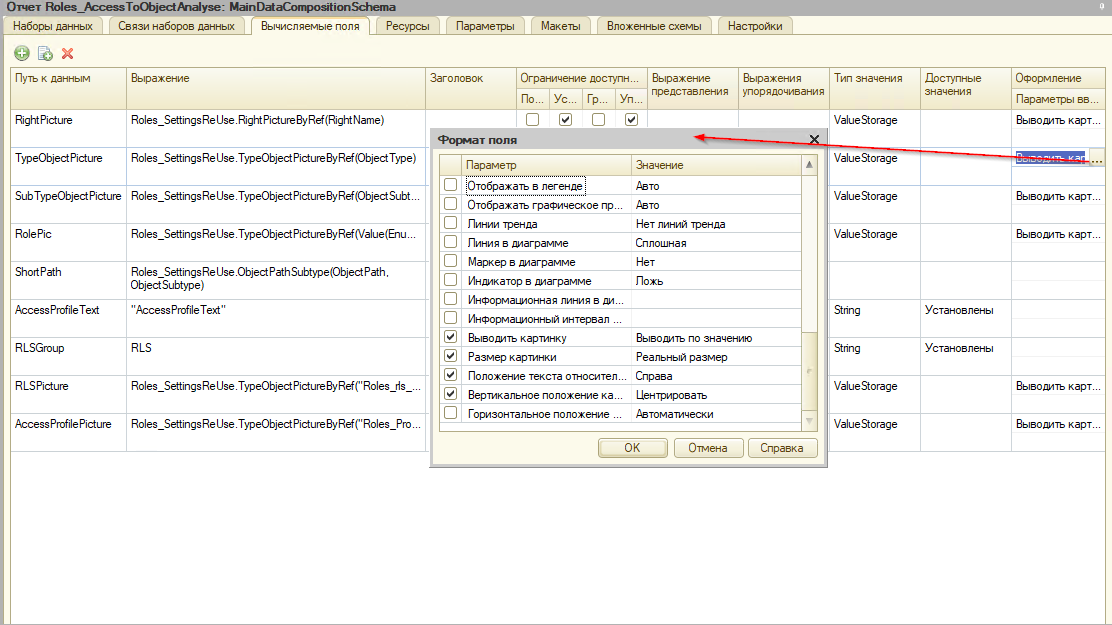 Отчет Roles_AccessToObjectAnalyse: MainDataCompositionSchema
Наборы данных Связи наборов данных Вычисляемые поля Ресурсы Параметры Макеты Вложенные схемы Настройки
Путь к данным Выражение Заголовок Ограничение доступн... Выражение представления Выражения упорядочивания Тип значения Доступные значения Оформление
По... Ус... Гр... Уп... Параметры вв...
RightPicture Roles_SettingsReUse.RightPictureByRef(RightName) ValueStorage Выводить карт...
TypeObjectPicture Roles_SettingsReUse.TypeObjectPictureByRef(ObjectType) ValueStorage Выводить кар ...
SubTypeObjectPicture Roles_SettingsReUse.TypeObjectPictureByRef(ObjectSubt... ValueStorage Выводить карт...
RolePic Roles_SettingsReUse.TypeObjectPictureByRef(Value(Enu... ValueStorage Выводить карт...
ShortPath Roles_SettingsReUse.ObjectPathSubtype(ObjectPath,
ObjectSubtype)
AccessProfileText "AccessProfileText" String Установлены
RLSGroup RLS String Установлены
RLSPicture Roles_SettingsReUse.TypeObjectPictureByRef("Roles_rls_... ValueStorage Выводить карт...
AccessProfilePicture Roles_SettingsReUse.TypeObjectPictureByRef("Roles_Pro... ValueStorage Выводить карт...
Формат поля
Параметр Значение
Отображать в легенде Авто
Отображать графическое пр... Авто
Линии тренда Нет линий тренда
Линия в диаграмме Сплошная
Маркер в диаграмме Нет
Индикатор в диаграмме Ложь
Информационная линия в ди...
Информационный интервал ...
Выводить картинку Выводить по значению
Размер картинки Реальный размер
Положение текста относител... Справа
Вертикальное положение ка... Центрировать
Горизонтальное положение ... Автоматически
OK Отмена Справка